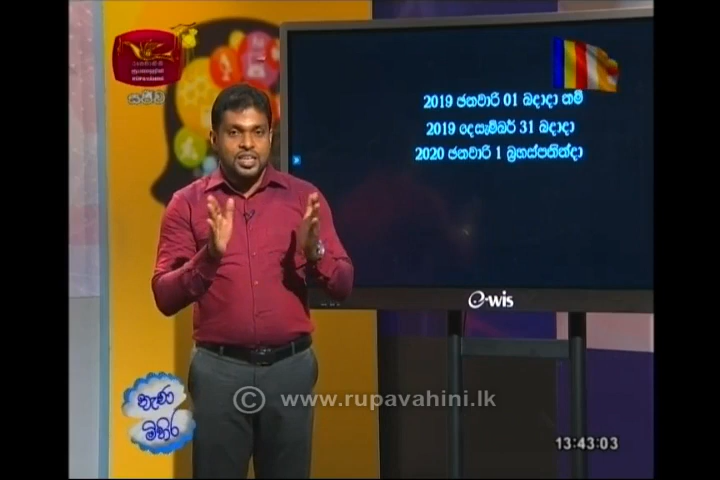 සජීවී
2019 ජනවාරි 01 බදාදා නම්
2019 දෙසැම්බර් 31 බදාදා
2020 ජනවාරි 1 බ්‍රහස්පතින්දා
e-wis
නැණ
මිහිර
© www.rupavahini.lk
13:43:03